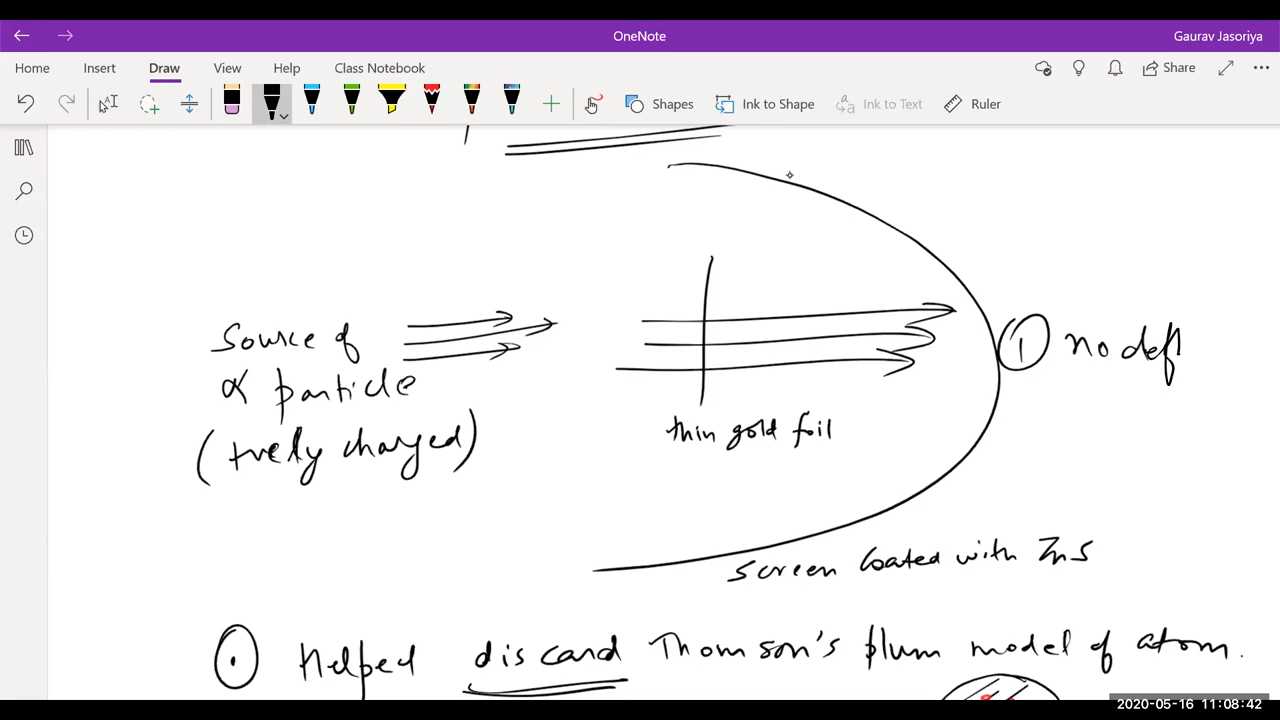 OneNote
Gaurav Jasoriya
Home Insert Draw View Help Class Notebook
Share
Shapes Ink to Shape Ink to Text Ruler
Source of
α particle
(+vely charged)
thin gold foil
① no def
Screen coated with ZnS
Helped discard Thomson's plum model of atom.
2020-05-16 11:08:42